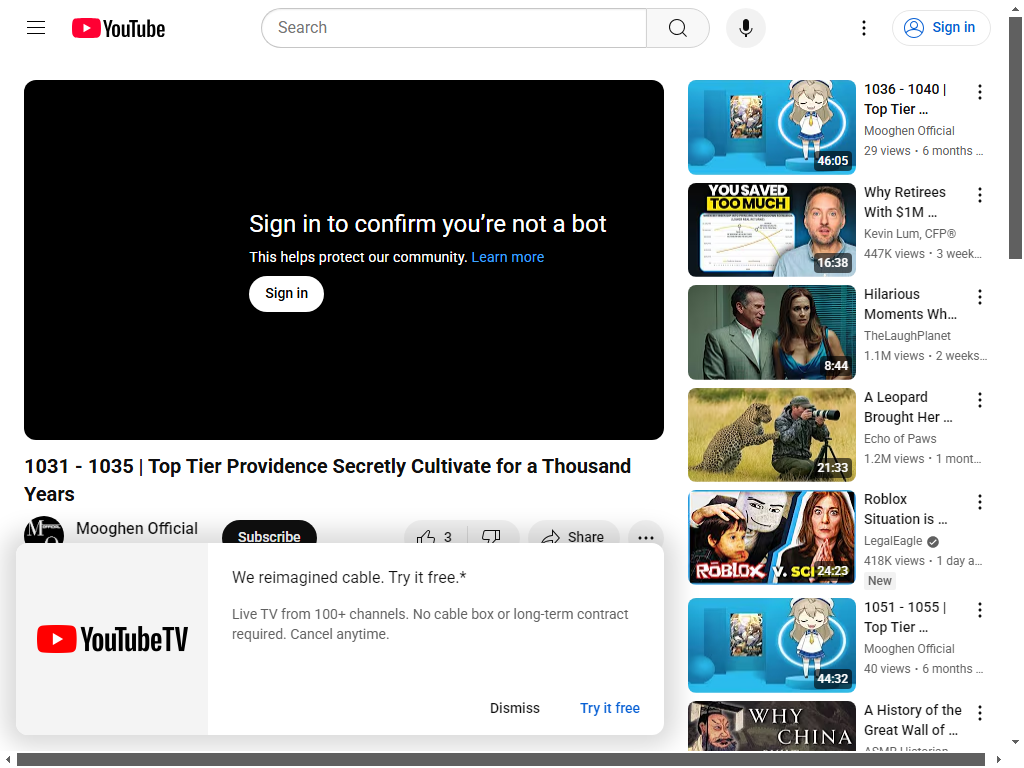 YouTube
Search
Sign in
Sign in to confirm you’re not a bot
This helps protect our community. Learn more
Sign in
1031 - 1035 | Top Tier Providence Secretly Cultivate for a Thousand
Years
Mooghen Official
Subscribe
3
Share
YouTubeTV
We reimagined cable. Try it free.*
Live TV from 100+ channels. No cable box or long-term contract
required. Cancel anytime.
Dismiss
Try it free
46:05
1036 - 1040 |
Top Tier …
Mooghen Official
29 views • 6 months …
YOU SAVED
TOO MUCH
16:38
Why Retirees
With $1M …
Kevin Lum, CFP®
447K views • 3 week…
8:44
Hilarious
Moments Wh…
TheLaughPlanet
1.1M views • 2 weeks…
21:33
A Leopard
Brought Her …
Echo of Paws
1.2M views • 1 mont…
ROBLOX V. SCH
24:23
Roblox
Situation is …
LegalEagle
418K views • 1 day a…
New
44:32
1051 - 1055 |
Top Tier …
Mooghen Official
40 views • 6 months …
WHY
CHINA
A History of the
Great Wall of …
ASMR Historian